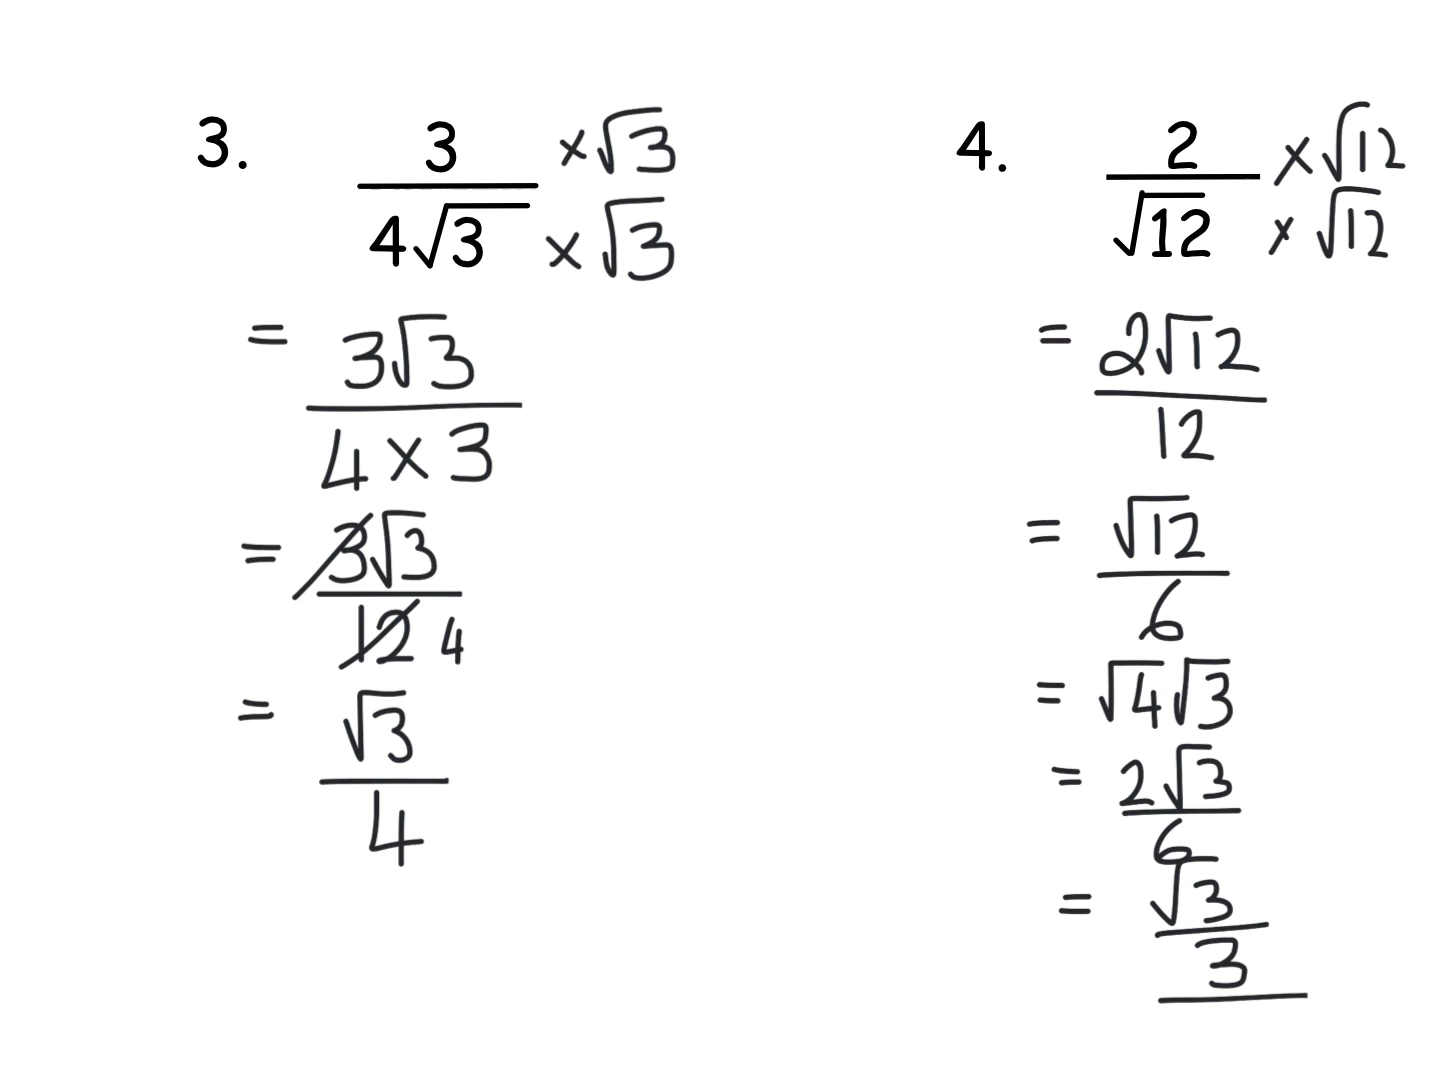 3. 3 × √3
4√3 × √3
= 3√3
4 × 3
= 3√3
12 4
= √3
4
4. 2 × √12
√12 × √12
= 2√12
12
= √12
6
= √4√3
= 2√3
6
= √3
3